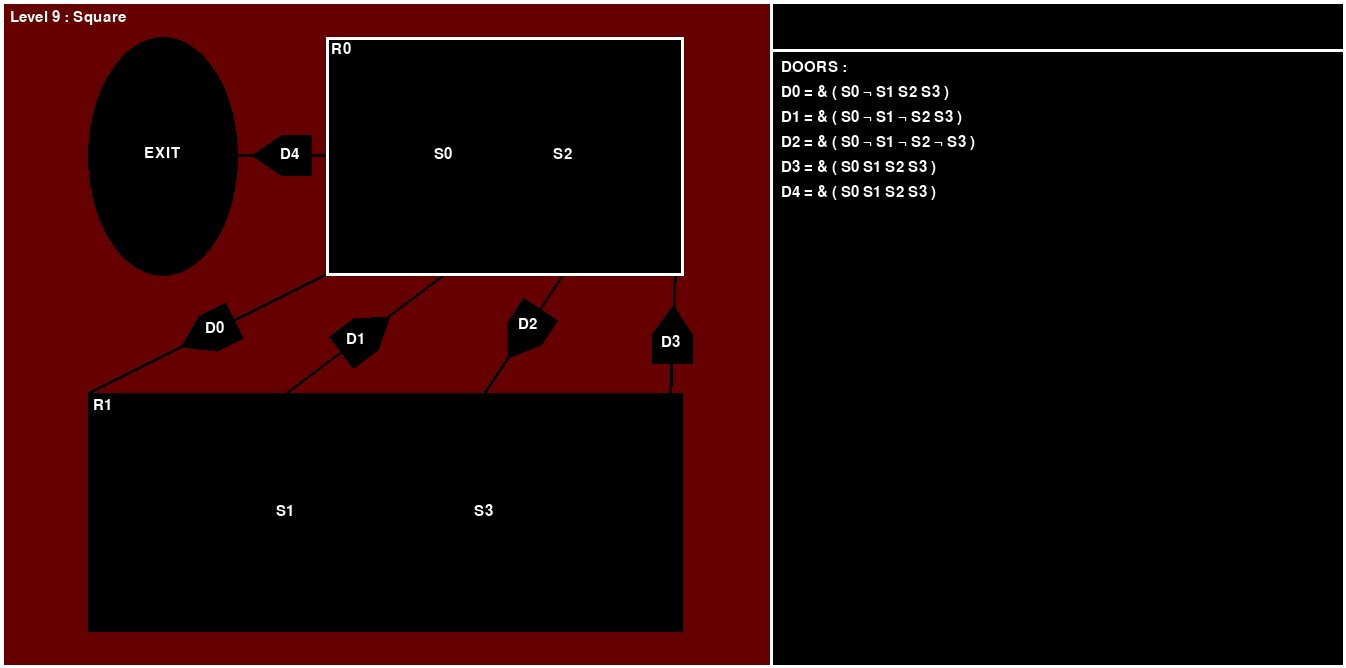 Level 9 : Square
R0
EXIT
D4
S0
S2
D0
D1
D2
D3
R1
S1
S3
DOORS :
D0 = & ( S0 ¬ S1 S2 S3 )
D1 = & ( S0 ¬ S1 ¬ S2 S3 )
D2 = & ( S0 ¬ S1 ¬ S2 ¬ S3 )
D3 = & ( S0 S1 S2 S3 )
D4 = & ( S0 S1 S2 S3 )